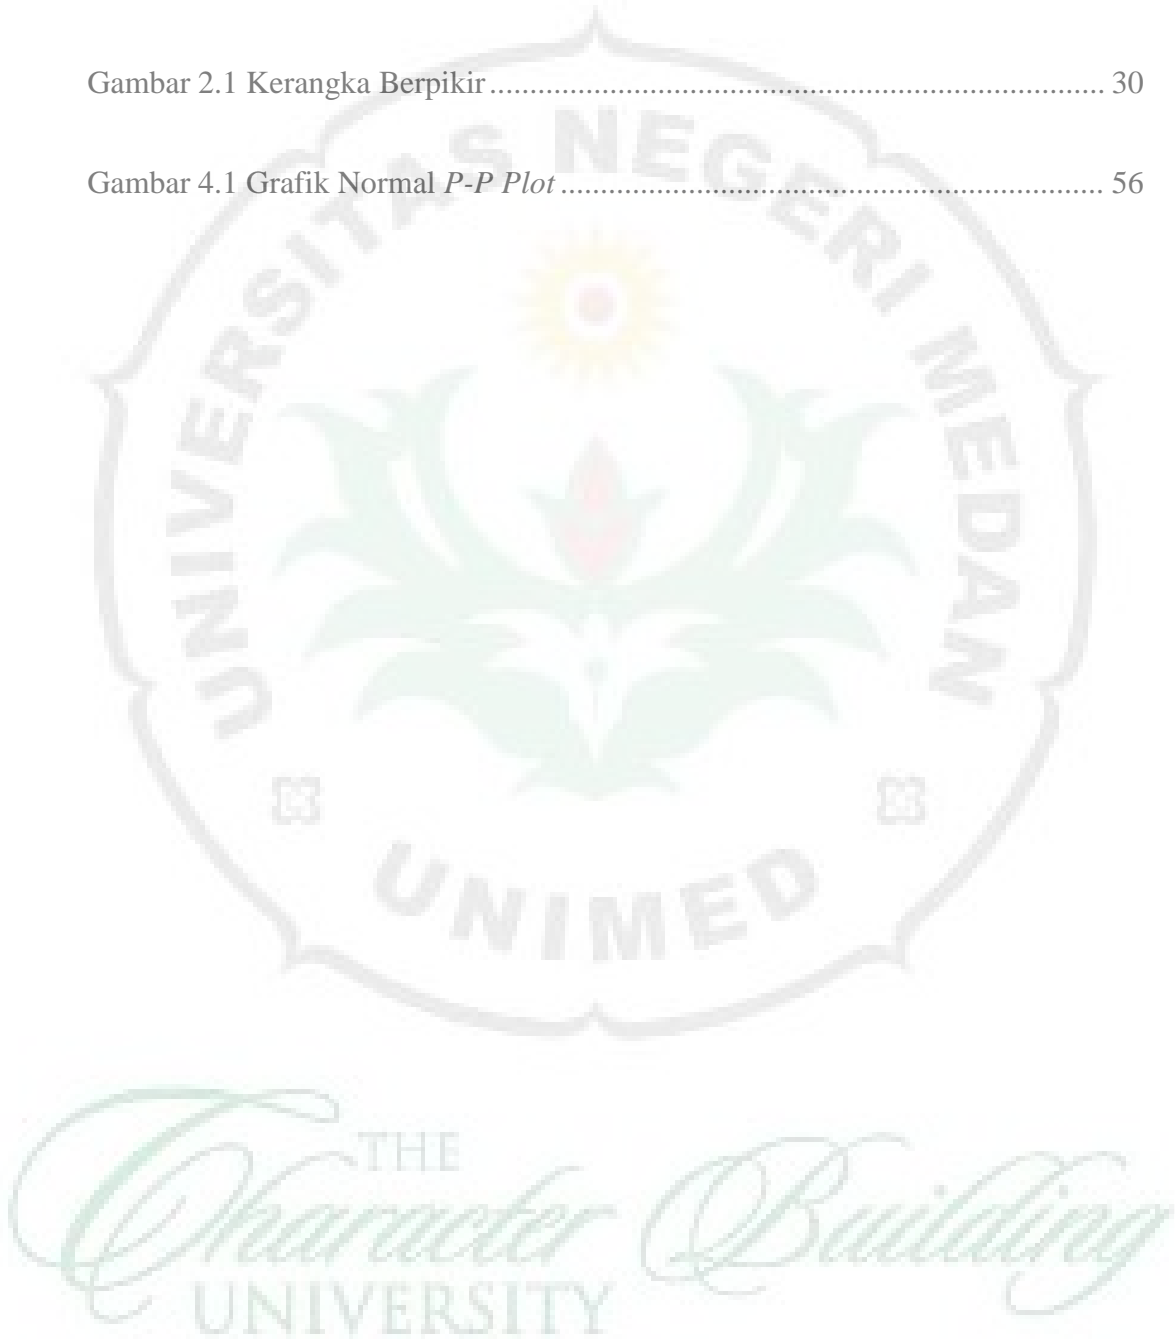 Gambar 2.1 Kerangka Berpikir ............................................................... 30
Gambar 4.1 Grafik Normal P-P Plot ....................................................... 56
UNIVERSITAS NEGERI MEDAN
UNIMED
THE
Character Building
UNIVERSITY